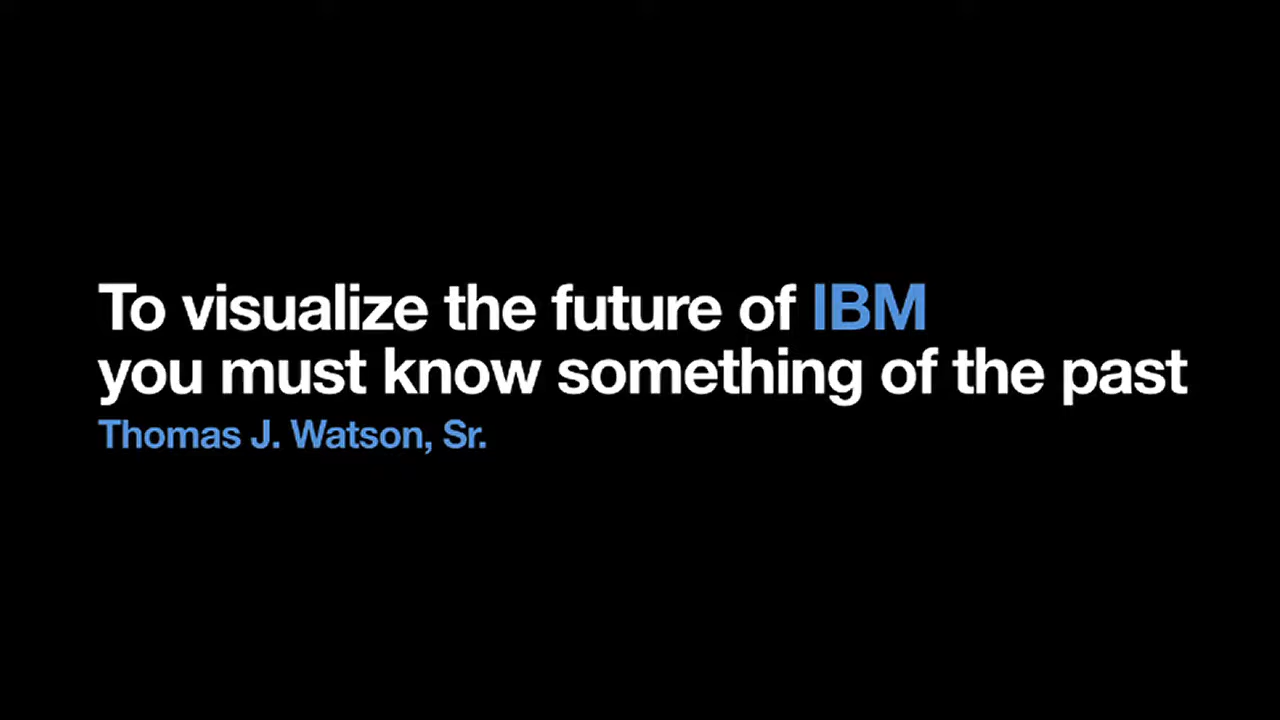 To visualize the future of IBM
you must know something of the past
Thomas J. Watson, Sr.